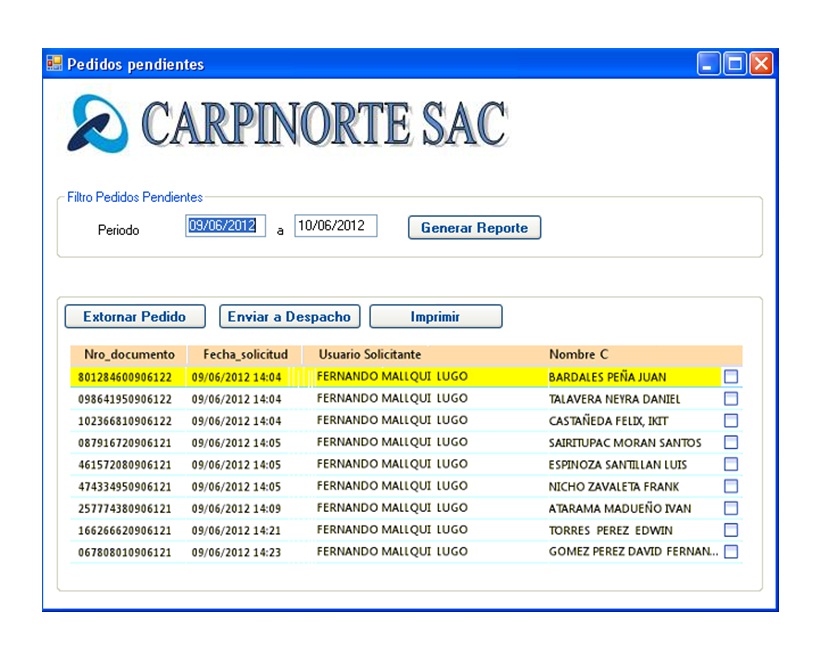 Pedidos pendientes
CARPINORTE SAC
Filtro Pedidos Pendientes
Periodo 09/06/2012 a 10/06/2012 Generar Reporte
Extornar Pedido Enviar a Despacho Imprimir
Nro_documento Fecha_solicitud Usuario Solicitante Nombre C
801284600906122 09/06/2012 14:04 FERNANDO MALLQUI LUGO BARDALES PEÑA JUAN
098641950906122 09/06/2012 14:04 FERNANDO MALLQUI LUGO TALAVERA NEYRA DANIEL
102366810906122 09/06/2012 14:04 FERNANDO MALLQUI LUGO CASTAÑEDA FELIX, IKIT
087916720906121 09/06/2012 14:05 FERNANDO MALLQUI LUGO SAIRITUPAC MORAN SANTOS
461572080906121 09/06/2012 14:05 FERNANDO MALLQUI LUGO ESPINOZA SANTILLAN LUIS
474334950906121 09/06/2012 14:05 FERNANDO MALLQUI LUGO NICHO ZAVALETA FRANK
257774380906121 09/06/2012 14:09 FERNANDO MALLQUI LUGO ATARAMA MADUEÑO IVAN
166266620906121 09/06/2012 14:21 FERNANDO MALLQUI LUGO TORRES PEREZ EDWIN
067808010906121 09/06/2012 14:23 FERNANDO MALLQUI LUGO GOMEZ PEREZ DAVID FERNAN...